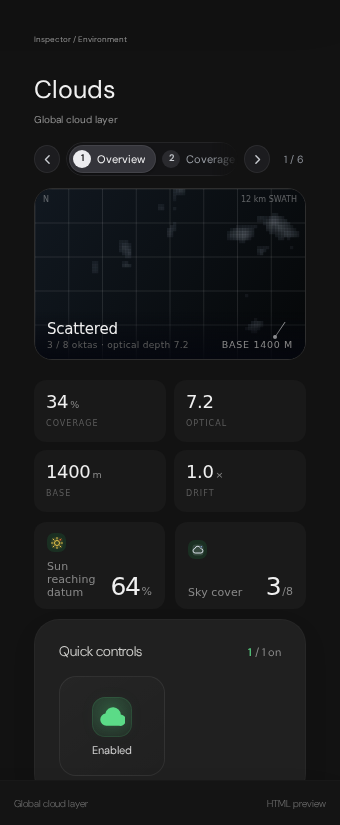 Inspector / Environment
Clouds
Global cloud layer
1 Overview 2 Coverage 1 / 6
N 12 km SWATH
Scattered
3 / 8 oktas · optical depth 7.2 BASE 1400 M
34 % 7.2
COVERAGE OPTICAL
1400 m 1.0 ×
BASE DRIFT
Sun
reaching
datum 64%
Sky cover 3/8
Quick controls 1 / 1 on
Enabled
Global cloud layer HTML preview